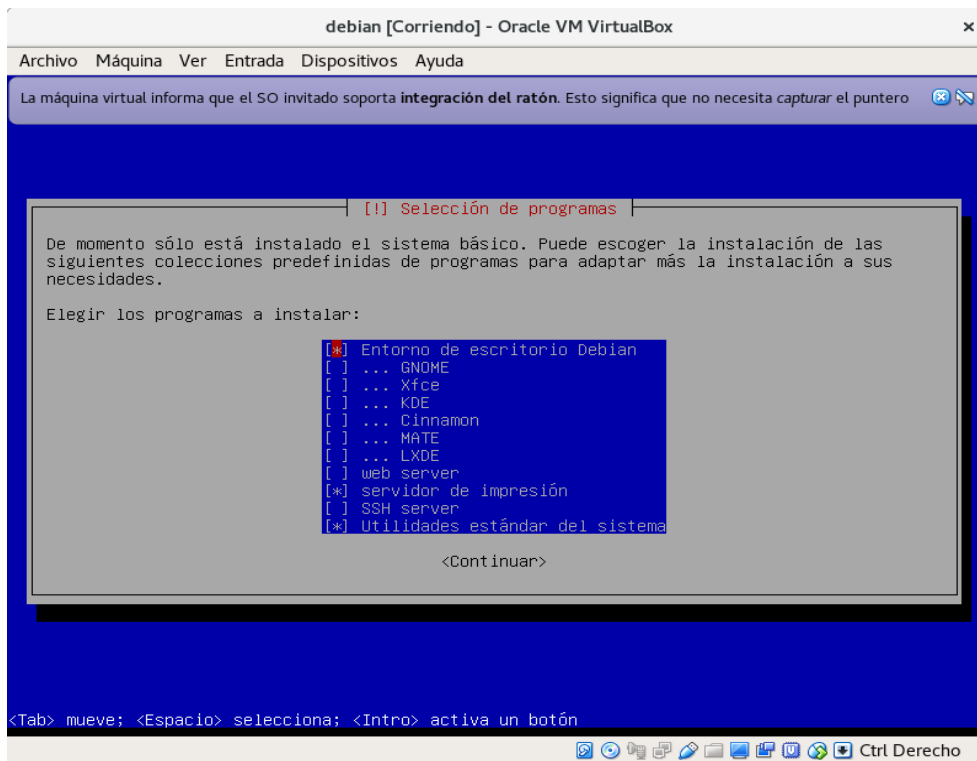 debian [Corriendo] - Oracle VM VirtualBox
Archivo Máquina Ver Entrada Dispositivos Ayuda
La máquina virtual informa que el SO invitado soporta integración del ratón. Esto significa que no necesita capturar el puntero
[!] Selección de programas
De momento sólo está instalado el sistema básico. Puede escoger la instalación de las
siguientes colecciones predefinidas de programas para adaptar más la instalación a sus
necesidades.
Elegir los programas a instalar:
[*] Entorno de escritorio Debian
[ ] ... GNOME
[ ] ... Xfce
[ ] ... KDE
[ ] ... Cinnamon
[ ] ... MATE
[ ] ... LXDE
[ ] web server
[*] servidor de impresión
[ ] SSH server
[*] Utilidades estándar del sistema
<Continuar>
<Tab> mueve; <Espacio> selecciona; <Intro> activa un botón
Ctrl Derecho